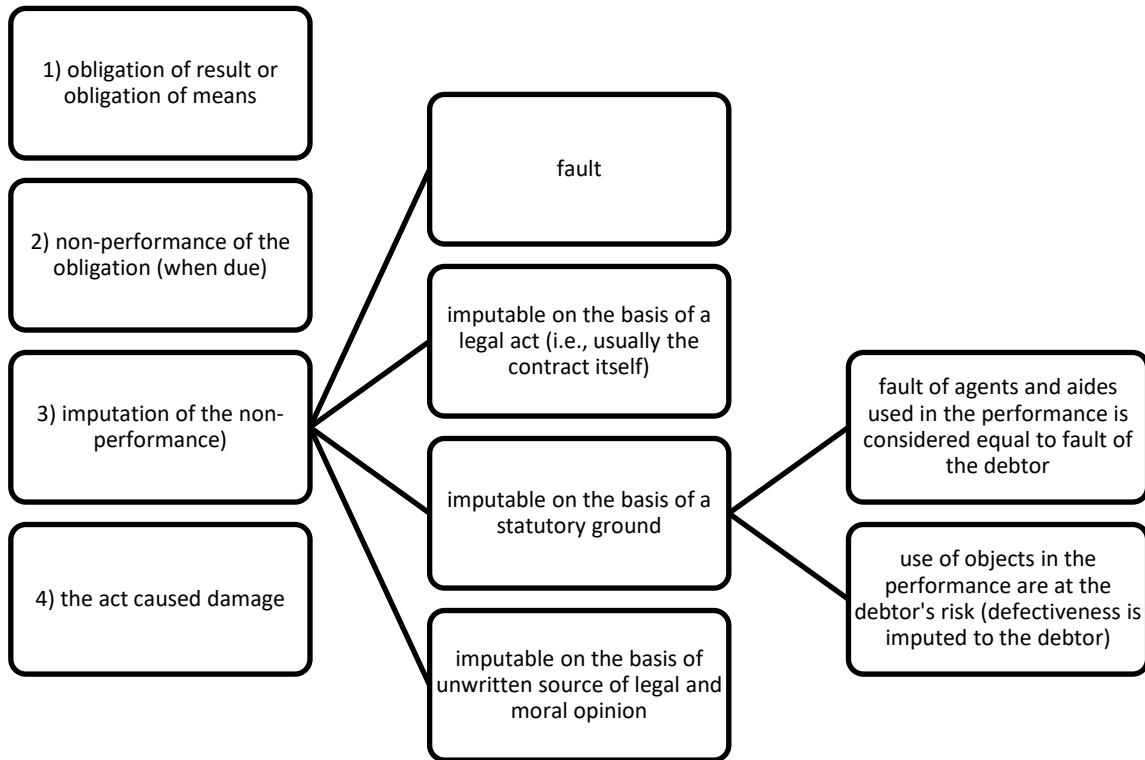 1) obligation of result or
obligation of means
2) non-performance of the
obligation (when due)
3) imputation of the non-
performance)
4) the act caused damage
fault
imputable on the basis of a
legal act (i.e., usually the
contract itself)
imputable on the basis of a
statutory ground
imputable on the basis of
unwritten source of legal and
moral opinion
fault of agents and aides
used in the performance is
considered equal to fault of
the debtor
use of objects in the
performance are at the
debtor's risk (defectiveness is
imputed to the debtor)